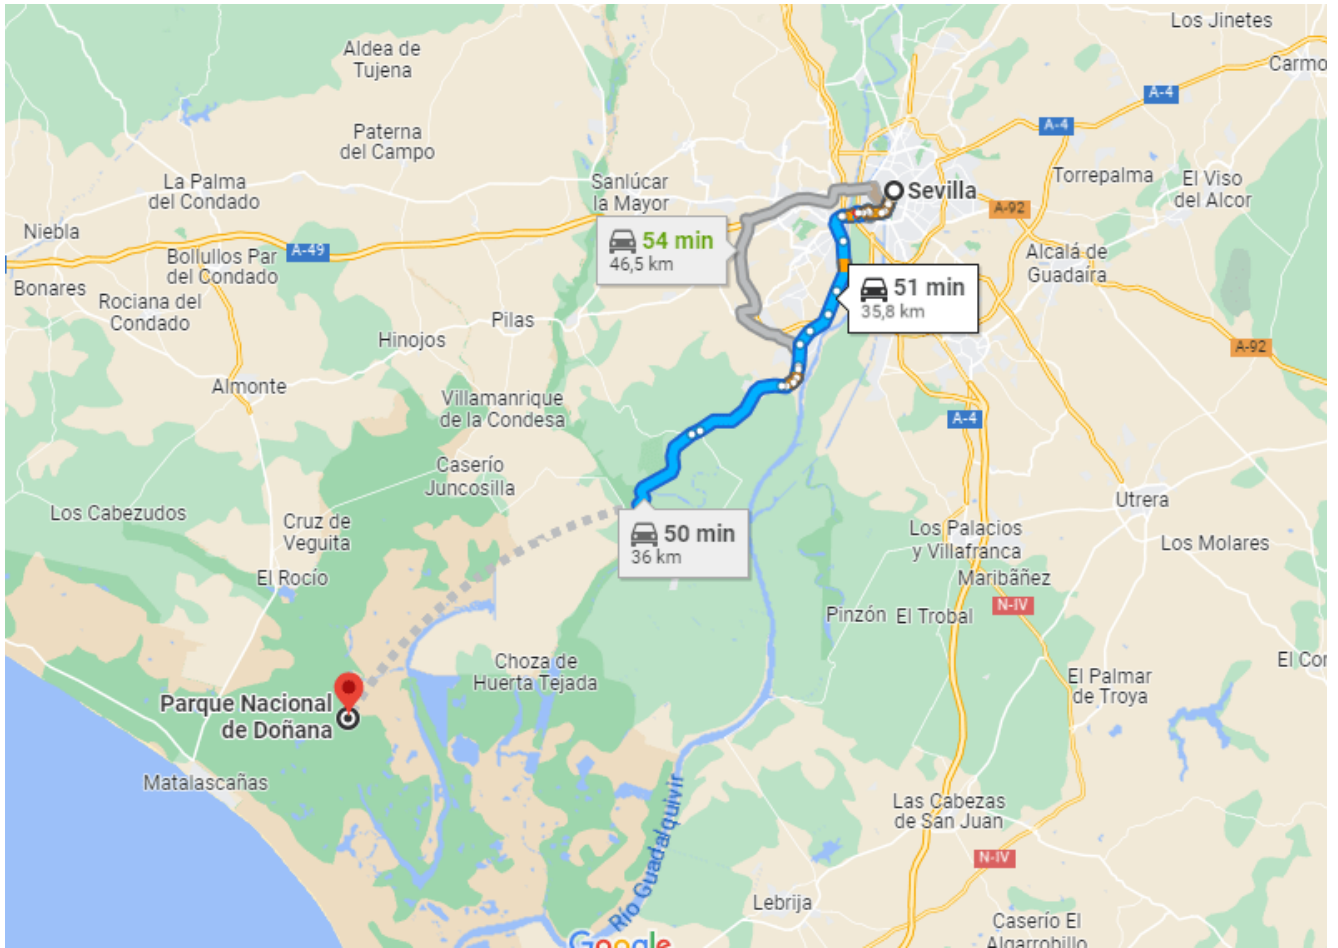 Los Jinetes
Aldea de
Tujena
Carmo
A-4
A-4
Paterna
del Campo
Torrepalma
El Viso
del Alcor
La Palma
del Condado
Sanlúcar
la Mayor
Sevilla
A-92
Niebla
54 min
46,5 km
A-49
Bollullos Par
del Condado
Alcalá de
Guadaíra
Bonares
Rociana del
Condado
51 min
35,8 km
Pilas
Hinojos
A-92
Almonte
Villamanrique
de la Condesa
A-4
Caserío
Juncosilla
Utrera
Los Cabezudos
Cruz de
Veguita
50 min
36 km
Los Palacios
y Villafranca
Los Molares
El Rocío
Maribãñez
N-IV
Pinzón
El Trobal
Choza de
Huerta Tejada
El Cor
El Palmar
de Troya
Parque Nacional
de Doñana
Matalascañas
Río Guadalquivir
Las Cabezas
de San Juan
N-IV
Lebrija
Caserío El
Algarrobillo
Google